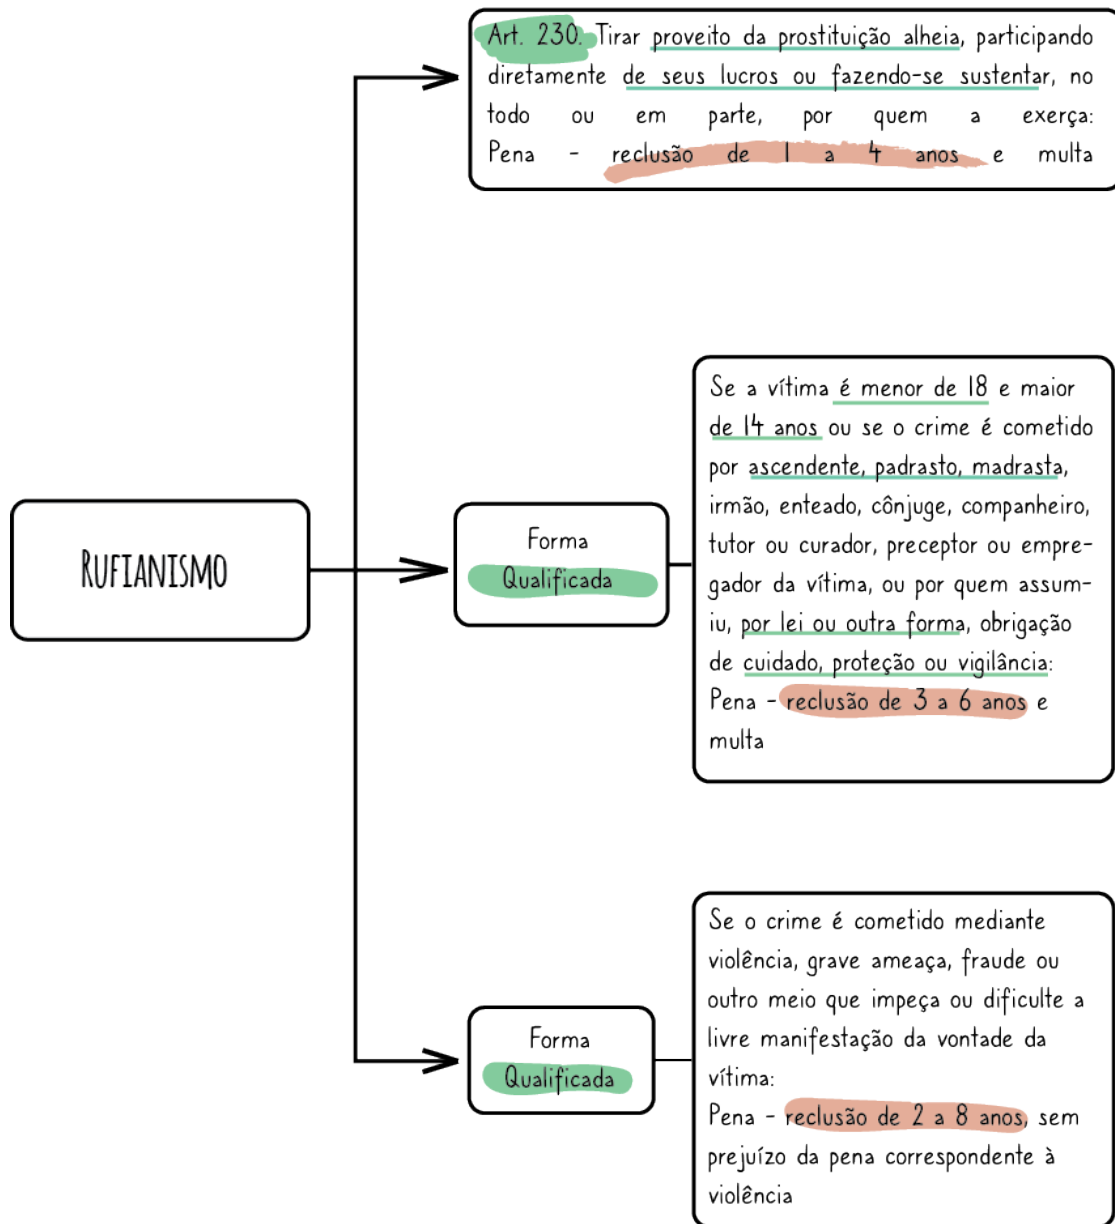 Art. 230. Tirar proveito da prostituição alheia, participando
diretamente de seus lucros ou fazendo-se sustentar, no
todo ou em parte, por quem a exerça:
Pena - reclusão de 1 a 4 anos e multa
Rufianismo
Forma
Qualificada
Se a vítima é menor de 18 e maior
de 14 anos ou se o crime é cometido
por ascendente, padrasto, madrasta,
irmão, enteado, cônjuge, companheiro,
tutor ou curador, preceptor ou empre-
gador da vítima, ou por quem assum-
iu, por lei ou outra forma, obrigação
de cuidado, proteção ou vigilância:
Pena - reclusão de 3 a 6 anos e
multa
Forma
Qualificada
Se o crime é cometido mediante
violência, grave ameaça, fraude ou
outro meio que impeça ou dificulte a
livre manifestação da vontade da
vítima:
Pena - reclusão de 2 a 8 anos, sem
prejuízo da pena correspondente à
violência